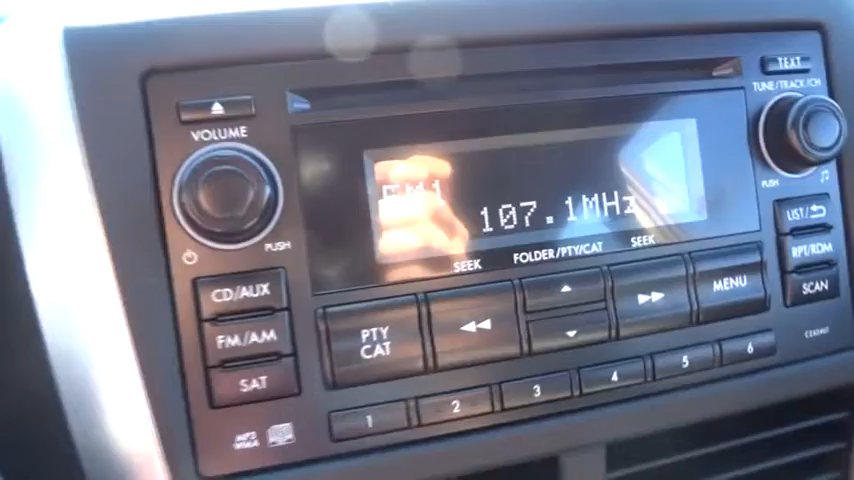 TEXT
VOLUME
TUNE/TRACK/CH
FM1
107.1MHz
PUSH
PUSH
LIST/
SEEK
FOLDER/PTY/CAT
SEEK
RPT/RDM
CD/AUX
MENU
SCAN
FM/AM
PTY
CAT
SAT
1
2
3
4
5
6
MP3
WMA